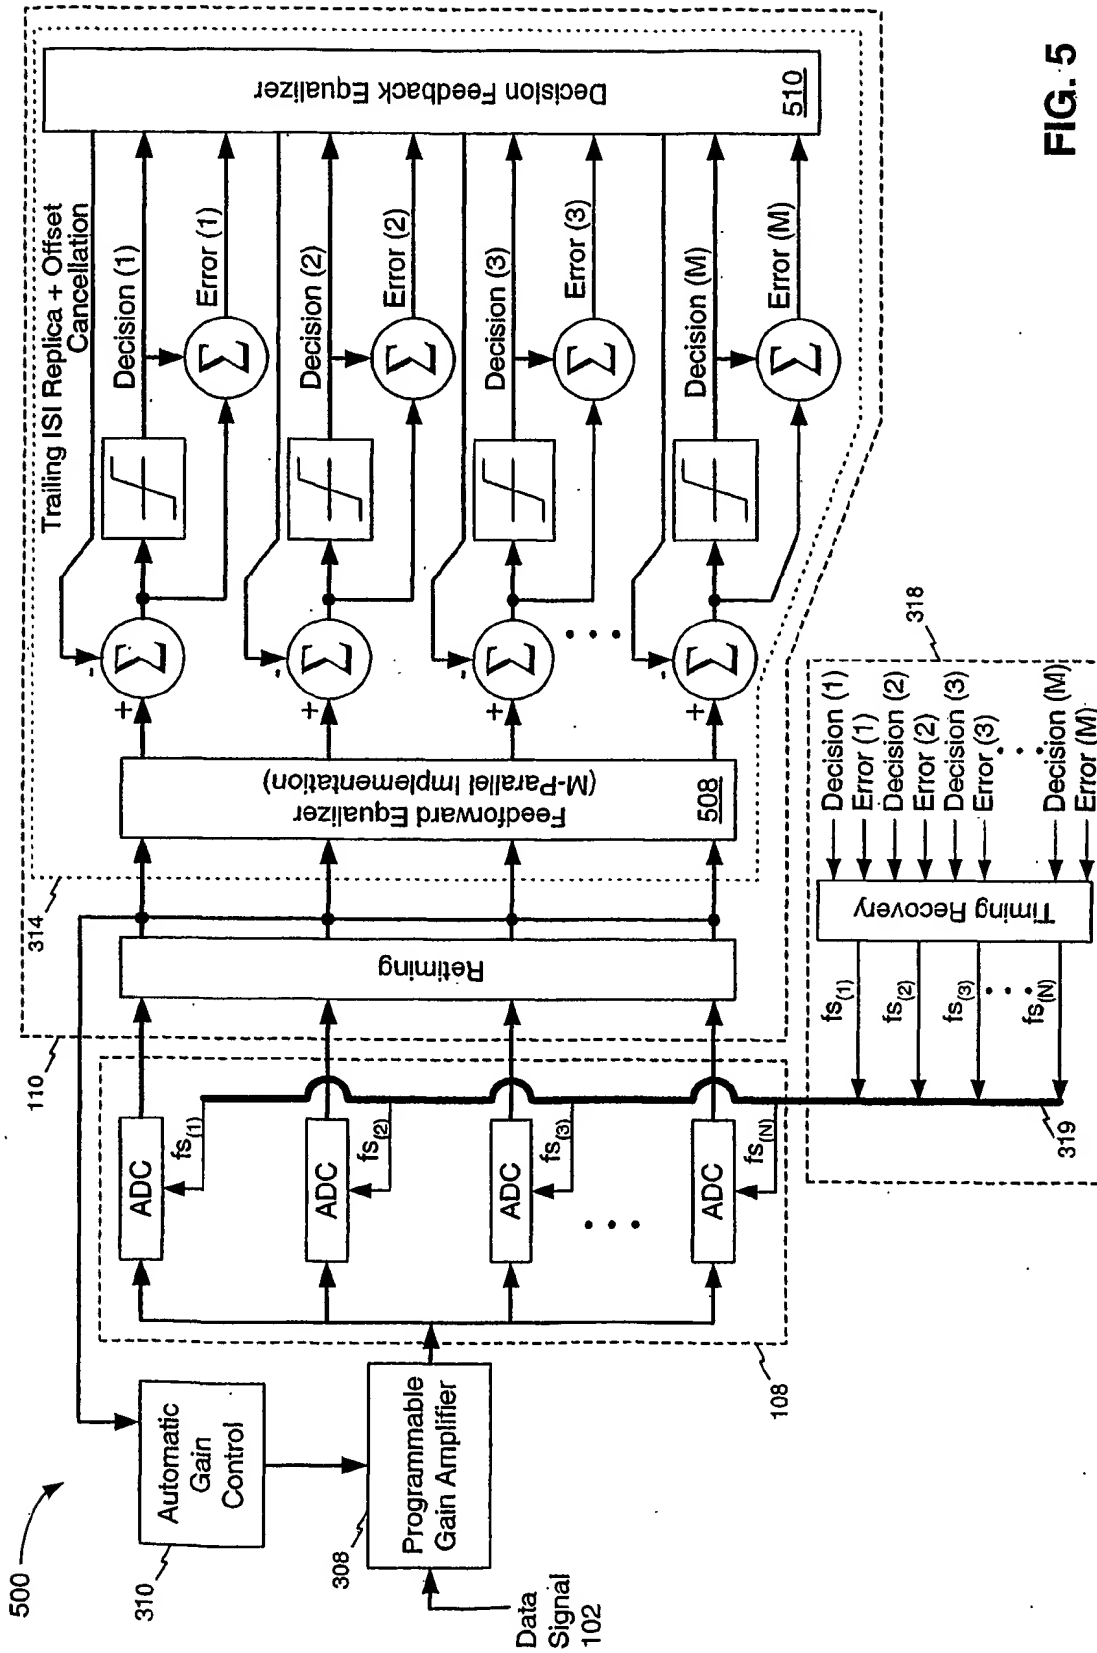 500
310
Automatic
Gain
Control
308
Programmable
Gain Amplifier
Data
Signal
102
108
ADC
fs(1)
ADC
fs(2)
ADC
fs(3)
• • •
ADC
fs(N)
110
314
Retiming
Feedforward Equalizer
(M-Parallel Implementation)
508
+
-
Σ
+
-
Σ
+
-
Σ
• • •
+
-
Σ
Trailing ISI Replica + Offset
Cancellation
Decision (1)
Σ
Error (1)
Decision (2)
Σ
Error (2)
Decision (3)
Σ
Error (3)
Decision (M)
Σ
Error (M)
Decision Feedback Equalizer
510
318
Decision (1)
Error (1)
Decision (2)
Error (2)
Decision (3)
Error (3)
• • •
Decision (M)
Error (M)
Timing Recovery
fs(1)
fs(2)
fs(3)
• • •
fs(N)
319
FIG. 5